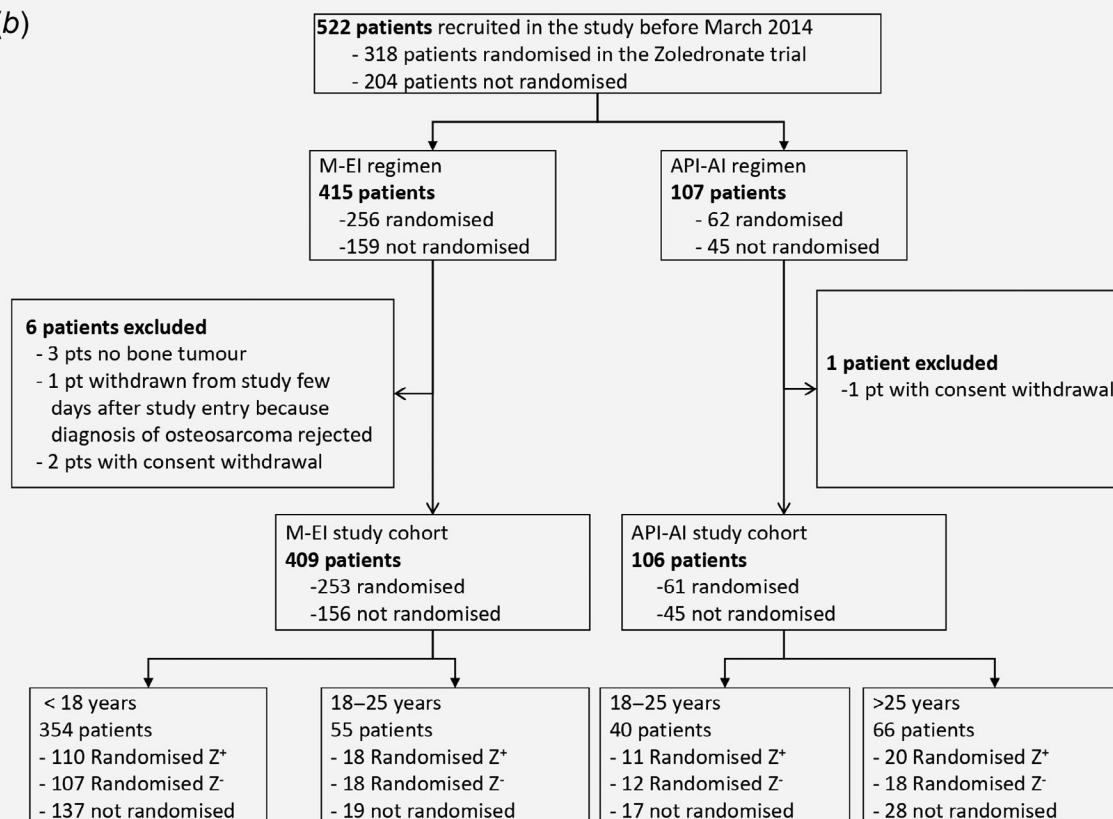 (b)
522 patients recruited in the study before March 2014
- 318 patients randomised in the Zoledronate trial
- 204 patients not randomised
M-EI regimen
415 patients
-256 randomised
-159 not randomised
API-AI regimen
107 patients
- 62 randomised
- 45 not randomised
6 patients excluded
- 3 pts no bone tumour
- 1 pt withdrawn from study few
days after study entry because
diagnosis of osteosarcoma rejected
- 2 pts with consent withdrawal
1 patient excluded
-1 pt with consent withdrawal
M-EI study cohort
409 patients
-253 randomised
-156 not randomised
API-AI study cohort
106 patients
-61 randomised
-45 not randomised
< 18 years
354 patients
- 110 Randomised Z⁺
- 107 Randomised Z⁻
- 137 not randomised
18–25 years
55 patients
- 18 Randomised Z⁺
- 18 Randomised Z⁻
- 19 not randomised
18–25 years
40 patients
- 11 Randomised Z⁺
- 12 Randomised Z⁻
- 17 not randomised
>25 years
66 patients
- 20 Randomised Z⁺
- 18 Randomised Z⁻
- 28 not randomised